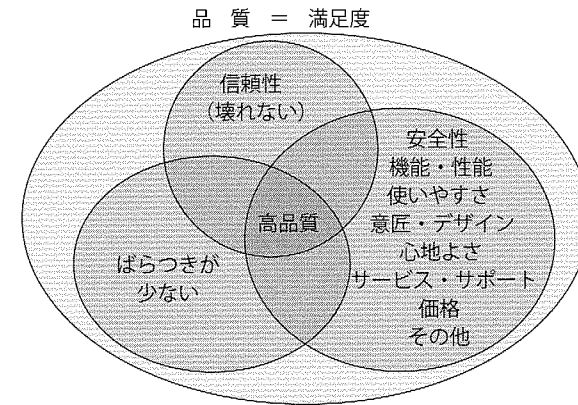 品 質 ＝ 満足度
信頼性
（壊れない）
安全性
機能・性能
使いやすさ
意匠・デザイン
心地よさ
サービス・サポート
価格
その他
高品質
ばらつきが
少ない